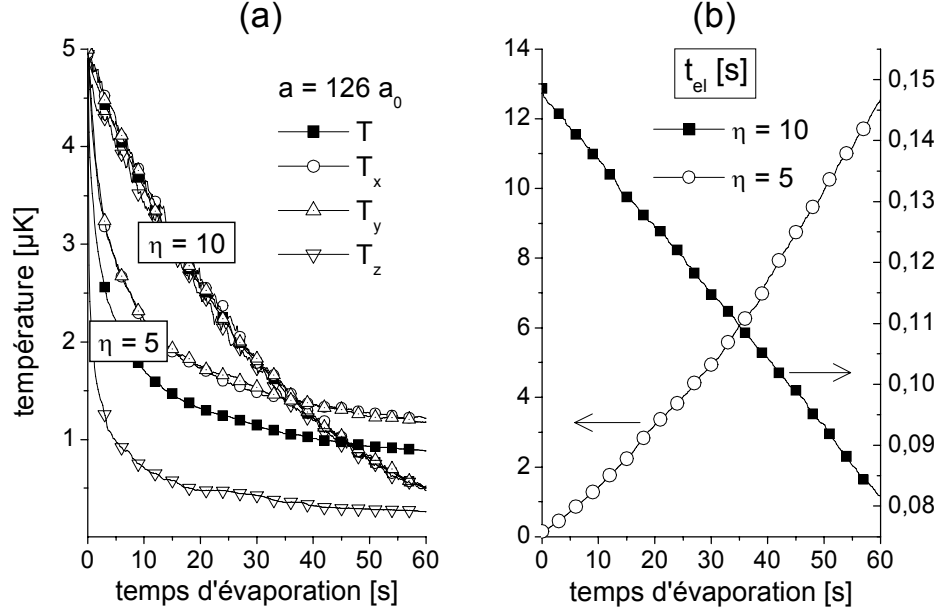 (a)
(b)
5
4
3
2
1
température [µK]
0 10 20 30 40 50 60
temps d'évaporation [s]
a = 126 a0
T
Tx
Ty
Tz
η = 10
η = 5
14
12
10
8
6
4
2
0
0 10 20 30 40 50 60
temps d'évaporation [s]
tel [s]
η = 10
η = 5
0,15
0,14
0,13
0,12
0,11
0,10
0,09
0,08